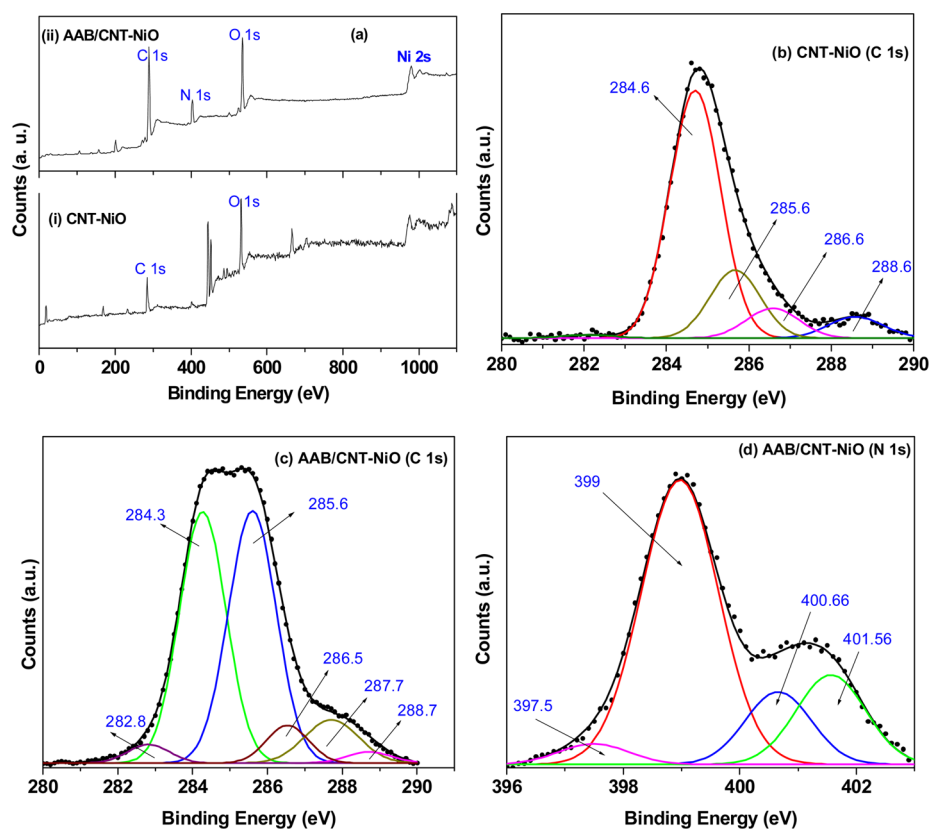 (ii) AAB/CNT-NiO
(a)
C 1s
O 1s
N 1s
Ni 2s
(i) CNT-NiO
O 1s
C 1s
Counts (a. u.)
0 200 400 600 800 1000
Binding Energy (eV)
(b) CNT-NiO (C 1s)
284.6
285.6
286.6
288.6
Counts (a.u.)
280 282 284 286 288 290
Binding Energy (eV)
(c) AAB/CNT-NiO (C 1s)
284.3
285.6
286.5
287.7
282.8
288.7
Counts (a.u.)
280 282 284 286 288 290
Binding Energy (eV)
(d) AAB/CNT-NiO (N 1s)
399
400.66
401.56
397.5
Counts (a.u.)
396 398 400 402
Binding Energy (eV)